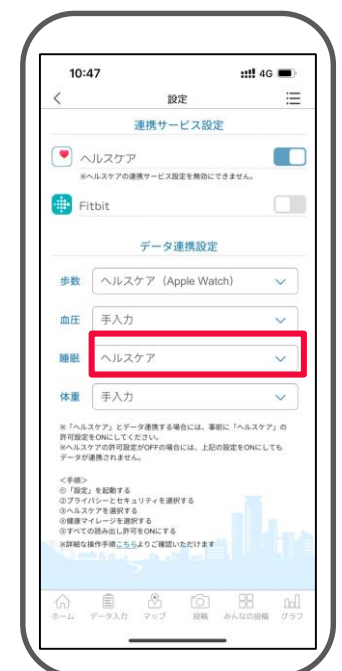 10:47 4G
設定
連携サービス設定
ヘルスケア
※ヘルスケアの連携サービス設定を無効にできません。
Fitbit
データ連携設定
歩数 ヘルスケア（Apple Watch）
血圧 手入力
睡眠 ヘルスケア
体重 手入力
※「ヘルスケア」とデータ連携する場合には、事前に「ヘルスケア」の
許可設定をONにしてください。
※ヘルスケアの許可設定がOFFの場合には、上記の設定をONにしても
データが連携されません。
＜手順＞
①「設定」を起動する
②プライバシーとセキュリティを選択する
③ヘルスケアを選択する
④健康マイレージを選択する
⑤すべての読み出し許可をONにする
※詳細な操作手順こちらよりご確認いただけます
ホーム データ入力 マップ 投稿 みんなの投稿 グラフ